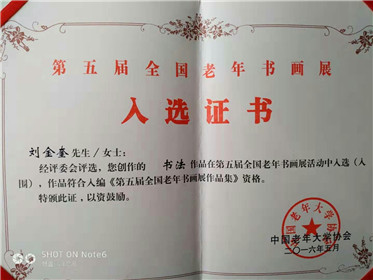 第五届全国老年书画展
入选证书
刘金奎先生/女士:
经评委会评选，您创作的 书法 作品在第五届全国老年书画展活动中入选(入
围)，作品符合入编《第五届全国老年书画展作品集》资格。
特颁此证，以资鼓励。
中国老年大学协会
二〇一六年五月
SHOT ON Note6